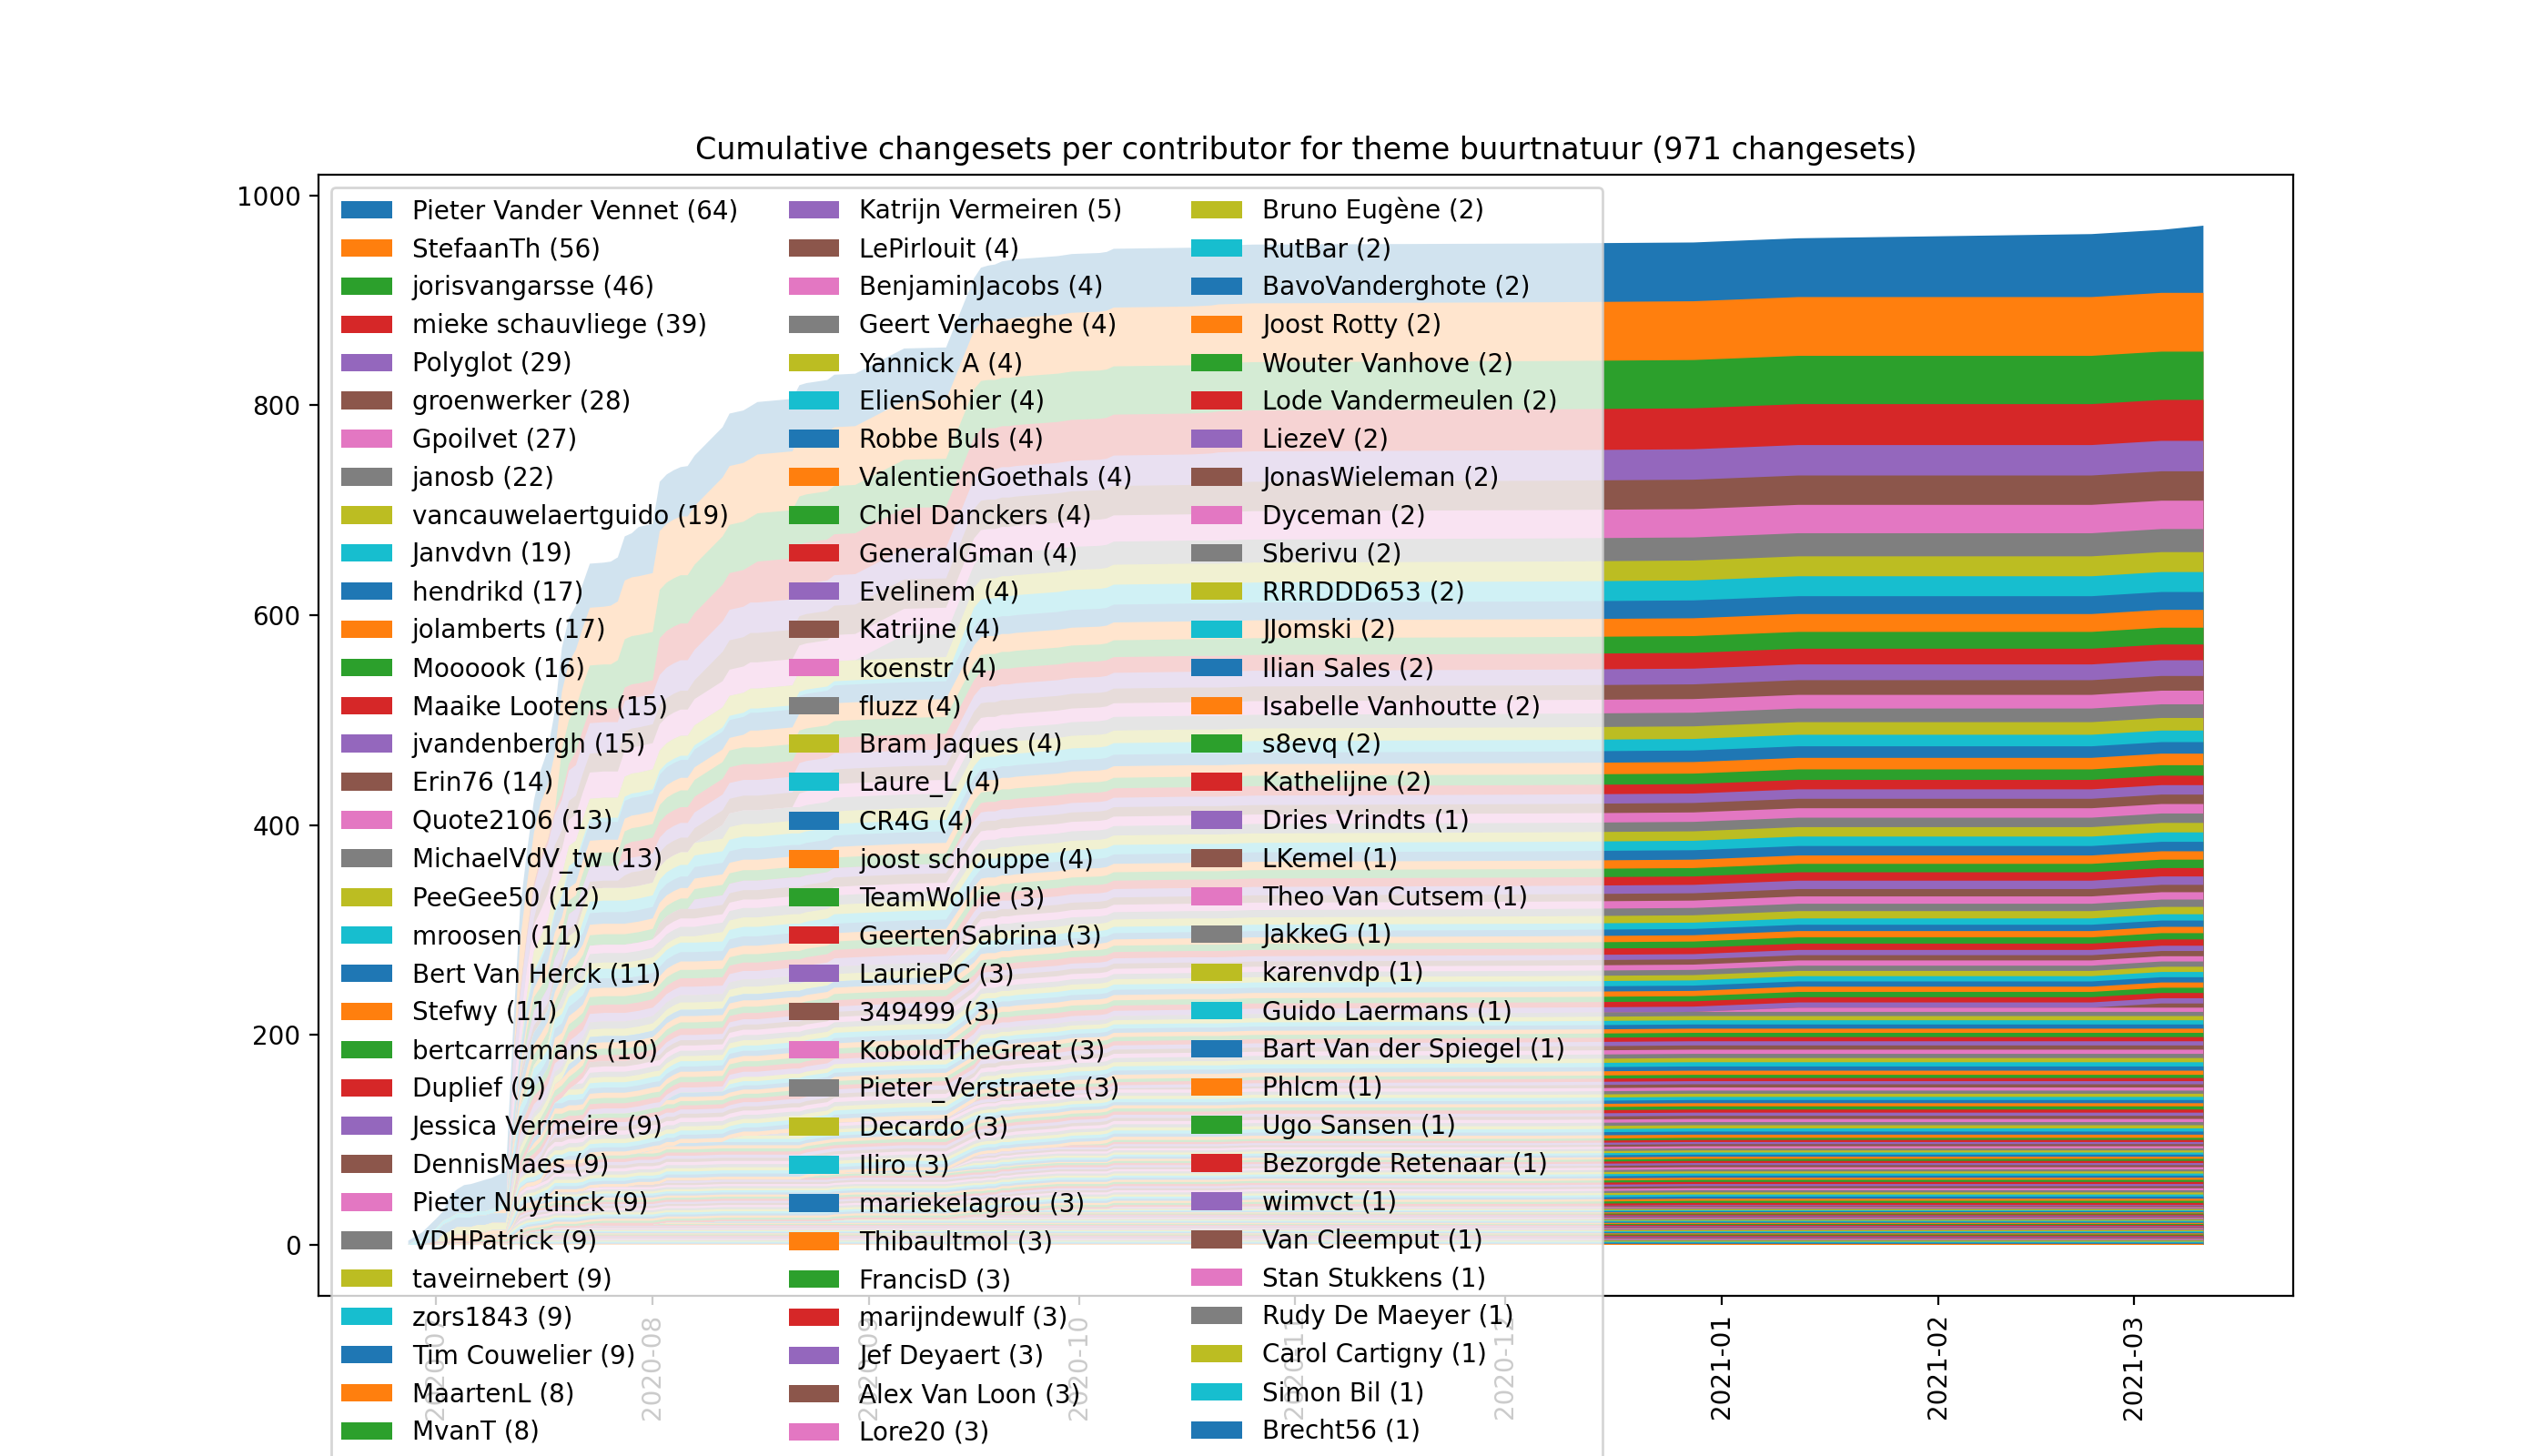 Cumulative changesets per contributor for theme buurtnatuur (971 changesets)
1000
800
600
400
200
0
Pieter Vander Vennet (64)
StefaanTh (56)
jorisvangarsse (46)
mieke schauvliege (39)
Polyglot (29)
groenwerker (28)
Gpoilvet (27)
janosb (22)
vancauwelaertguido (19)
Janvdvn (19)
hendrikd (17)
jolamberts (17)
Moooook (16)
Maaike Lootens (15)
jvandenbergh (15)
Erin76 (14)
Quote2106 (13)
MichaelVdV_tw (13)
PeeGee50 (12)
mroosen (11)
Bert Van Herck (11)
Stefwy (11)
bertcarremans (10)
Duplief (9)
Jessica Vermeire (9)
DennisMaes (9)
Pieter Nuytinck (9)
VDHPatrick (9)
taveirnebert (9)
zors1843 (9)
Tim Couwelier (9)
MaartenL (8)
MvanT (8)
Katrijn Vermeiren (5)
LePirlouit (4)
BenjaminJacobs (4)
Geert Verhaeghe (4)
Yannick A (4)
ElienSohier (4)
Robbe Buls (4)
ValentienGoethals (4)
Chiel Danckers (4)
GeneralGman (4)
Evelinem (4)
Katrijne (4)
koenstr (4)
fluzz (4)
Bram Jaques (4)
Laure_L (4)
CR4G (4)
joost schouppe (4)
TeamWollie (3)
GeertenSabrina (3)
LauriePC (3)
349499 (3)
KoboldTheGreat (3)
Pieter_Verstraete (3)
Decardo (3)
Iliro (3)
mariekelagrou (3)
Thibaultmol (3)
FrancisD (3)
marijndewulf (3)
Jef Deyaert (3)
Alex Van Loon (3)
Lore20 (3)
Bruno Eugène (2)
RutBar (2)
BavoVanderghote (2)
Joost Rotty (2)
Wouter Vanhove (2)
Lode Vandermeulen (2)
LiezeV (2)
JonasWieleman (2)
Dyceman (2)
Sberivu (2)
RRRDDD653 (2)
JJomski (2)
Ilian Sales (2)
Isabelle Vanhoutte (2)
s8evq (2)
Kathelijne (2)
Dries Vrindts (1)
LKemel (1)
Theo Van Cutsem (1)
JakkeG (1)
karenvdp (1)
Guido Laermans (1)
Bart Van der Spiegel (1)
Phlcm (1)
Ugo Sansen (1)
Bezorgde Retenaar (1)
wimvct (1)
Van Cleemput (1)
Stan Stukkens (1)
Rudy De Maeyer (1)
Carol Cartigny (1)
Simon Bil (1)
Brecht56 (1)
2020-07
2020-08
2020-09
2020-10
2020-11
2020-12
2021-01
2021-02
2021-03